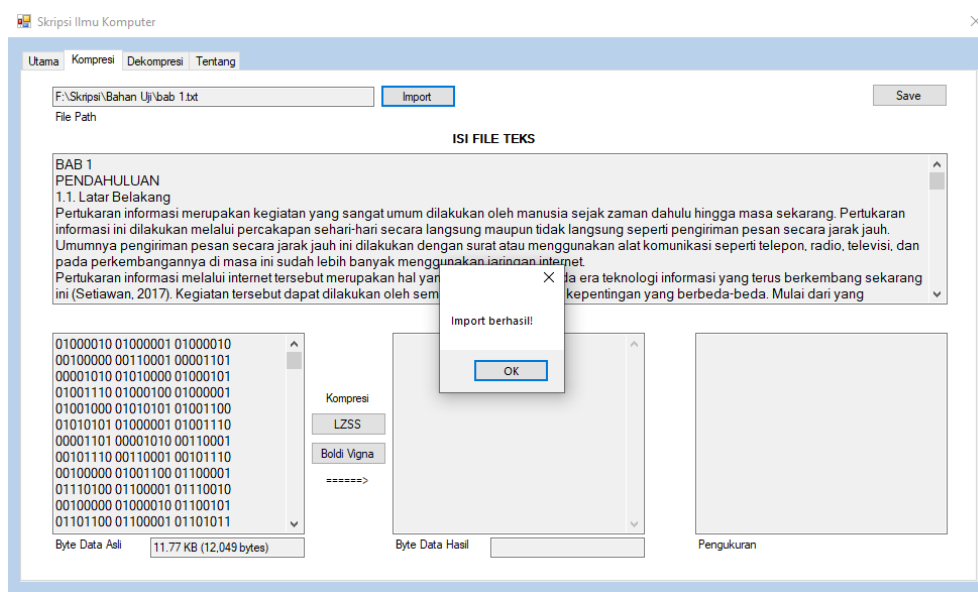 Skripsi Ilmu Komputer
Utama Kompresi Dekompresi Tentang
F:\Skripsi\Bahan Uji\bab 1.txt Import Save
File Path
ISI FILE TEKS
BAB 1
PENDAHULUAN
1.1. Latar Belakang
Pertukaran informasi merupakan kegiatan yang sangat umum dilakukan oleh manusia sejak zaman dahulu hingga masa sekarang. Pertukaran
informasi ini dilakukan melalui percakapan sehari-hari secara langsung maupun tidak langsung seperti pengiriman pesan secara jarak jauh.
Umumnya pengiriman pesan secara jarak jauh ini dilakukan dengan surat atau menggunakan alat komunikasi seperti telepon, radio, televisi, dan
pada perkembangannya di masa ini sudah lebih banyak menggunakan jaringan internet.
Pertukaran informasi melalui internet tersebut merupakan hal yan da era teknologi informasi yang terus berkembang sekarang
ini (Setiawan, 2017). Kegiatan tersebut dapat dilakukan oleh sem kepentingan yang berbeda-beda. Mulai dari yang
Import berhasil!
OK
01000010 01000001 01000010
00100000 00110001 00001101
00001010 01010000 01000101
01001110 01000100 01000001
01001000 01010101 01001100
01010101 01000001 01001110
00001101 00001010 00110001
00101110 00110001 00101110
00100000 01001100 01100001
01110100 01100001 01110010
00100000 01000010 01100101
01101100 01100001 01101011
Kompresi
LZSS
Boldi Vigna
======>
Byte Data Asli 11.77 KB (12,049 bytes) Byte Data Hasil Pengukuran